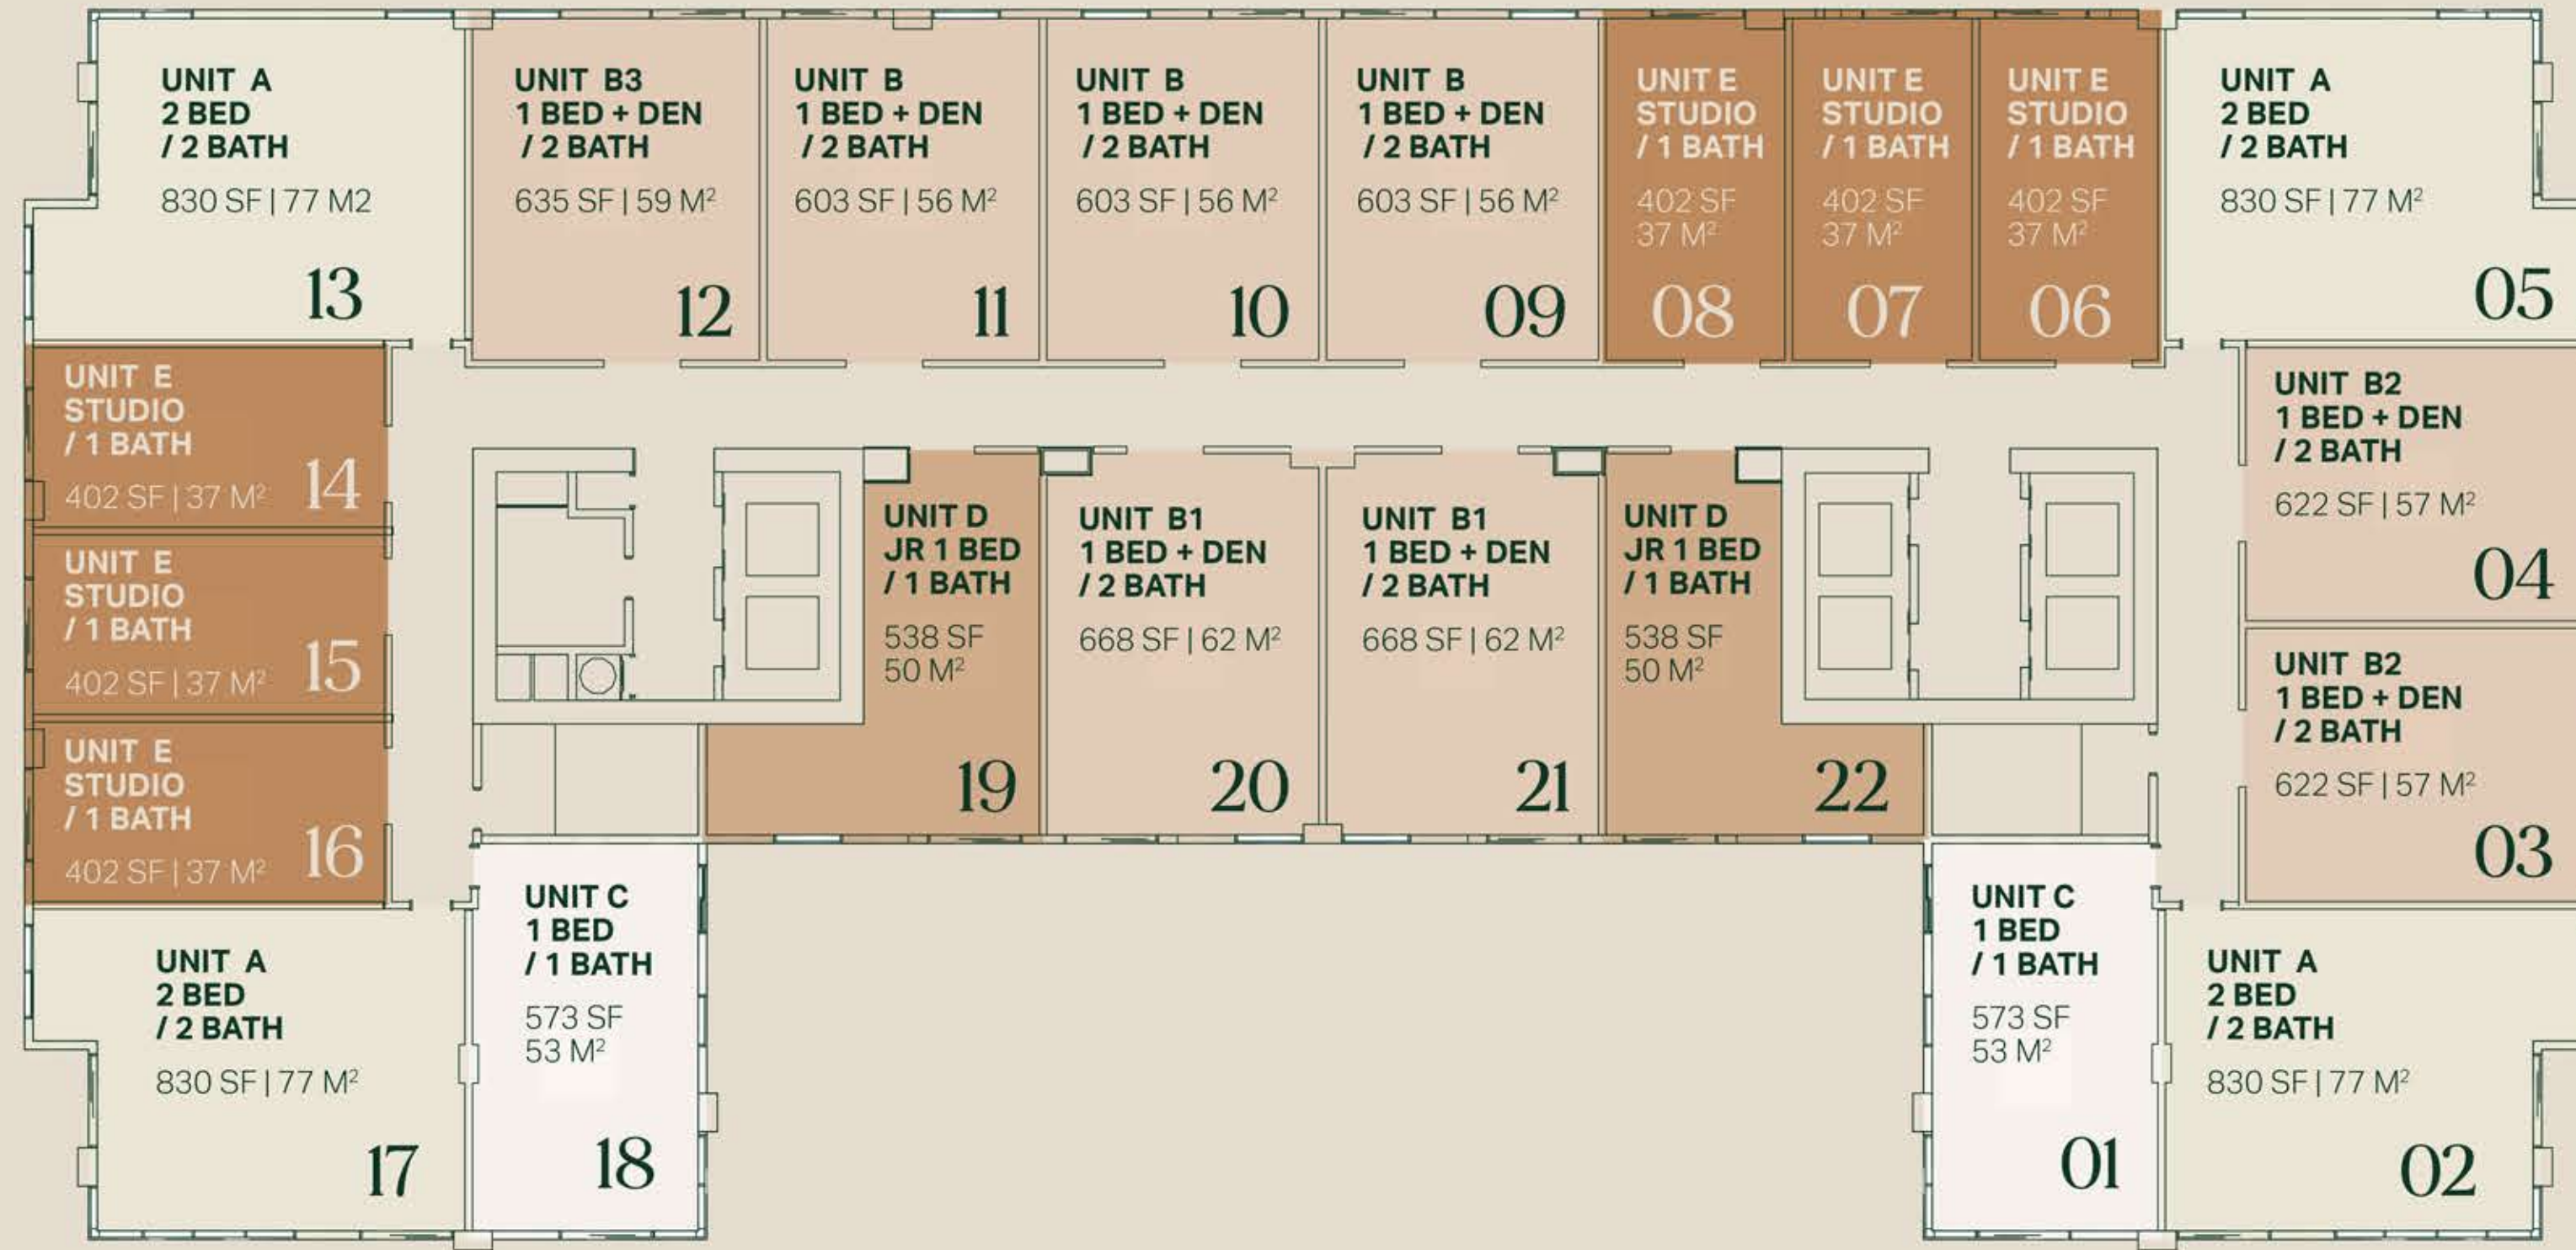 UNIT A
2 BED
/ 2 BATH
830 SF | 77 M2
13
UNIT B3
1 BED + DEN
/ 2 BATH
635 SF | 59 M²
12
UNIT B
1 BED + DEN
/ 2 BATH
603 SF | 56 M²
11
UNIT B
1 BED + DEN
/ 2 BATH
603 SF | 56 M²
10
UNIT B
1 BED + DEN
/ 2 BATH
603 SF | 56 M²
09
UNIT E
STUDIO
/ 1 BATH
402 SF
37 M²
08
UNIT E
STUDIO
/ 1 BATH
402 SF
37 M²
07
UNIT E
STUDIO
/ 1 BATH
402 SF
37 M²
06
UNIT A
2 BED
/ 2 BATH
830 SF | 77 M²
05
UNIT E
STUDIO
/ 1 BATH
402 SF | 37 M²
14
UNIT E
STUDIO
/ 1 BATH
402 SF | 37 M²
15
UNIT E
STUDIO
/ 1 BATH
402 SF | 37 M²
16
UNIT D
JR 1 BED
/ 1 BATH
538 SF
50 M²
19
UNIT B1
1 BED + DEN
/ 2 BATH
668 SF | 62 M²
20
UNIT B1
1 BED + DEN
/ 2 BATH
668 SF | 62 M²
21
UNIT D
JR 1 BED
/ 1 BATH
538 SF
50 M²
22
UNIT B2
1 BED + DEN
/ 2 BATH
622 SF | 57 M²
04
UNIT B2
1 BED + DEN
/ 2 BATH
622 SF | 57 M²
03
UNIT A
2 BED
/ 2 BATH
830 SF | 77 M²
17
UNIT C
1 BED
/ 1 BATH
573 SF
53 M²
18
UNIT C
1 BED
/ 1 BATH
573 SF
53 M²
01
UNIT A
2 BED
/ 2 BATH
830 SF | 77 M²
02